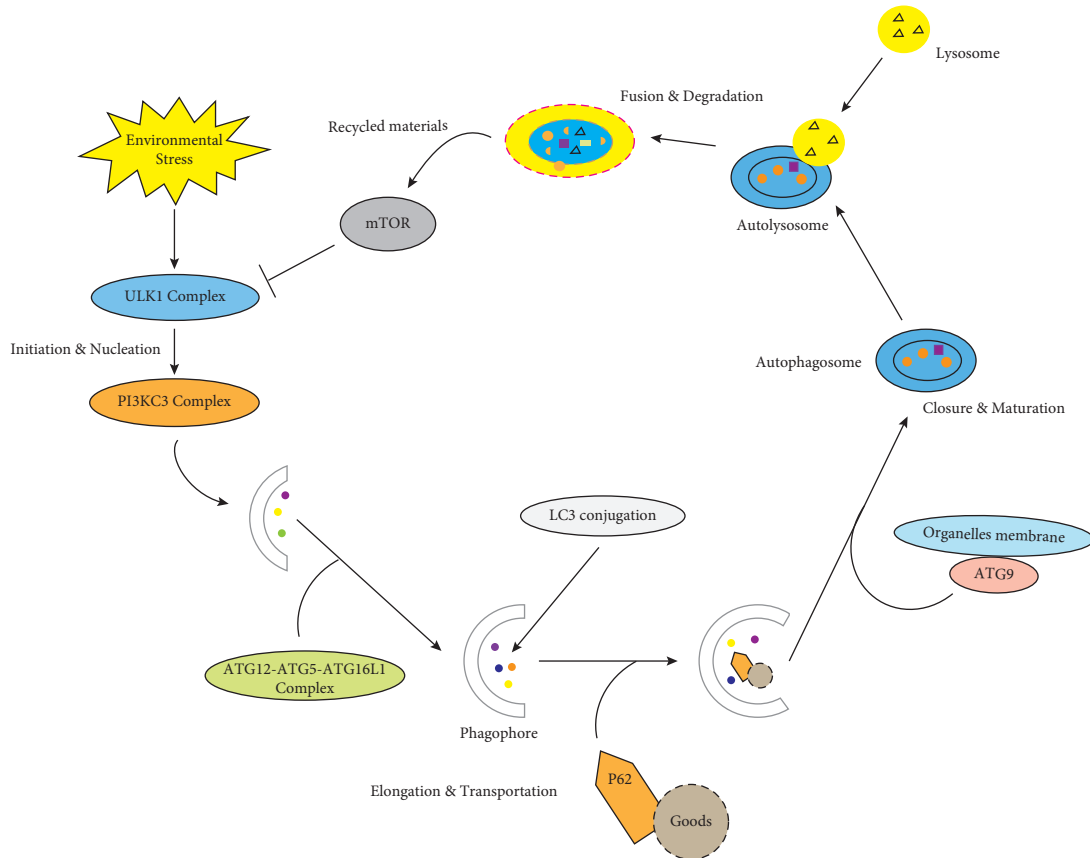 Lysosome
Fusion & Degradation
Recycled materials
Environmental
Stress
mTOR
Autolysosome
ULK1 Complex
Initiation & Nucleation
Autophagosome
PI3KC3 Complex
Closure & Maturation
LC3 conjugation
Organelles membrane
ATG9
ATG12-ATG5-ATG16L1
Complex
Phagophore
P62
Elongation & Transportation
Goods